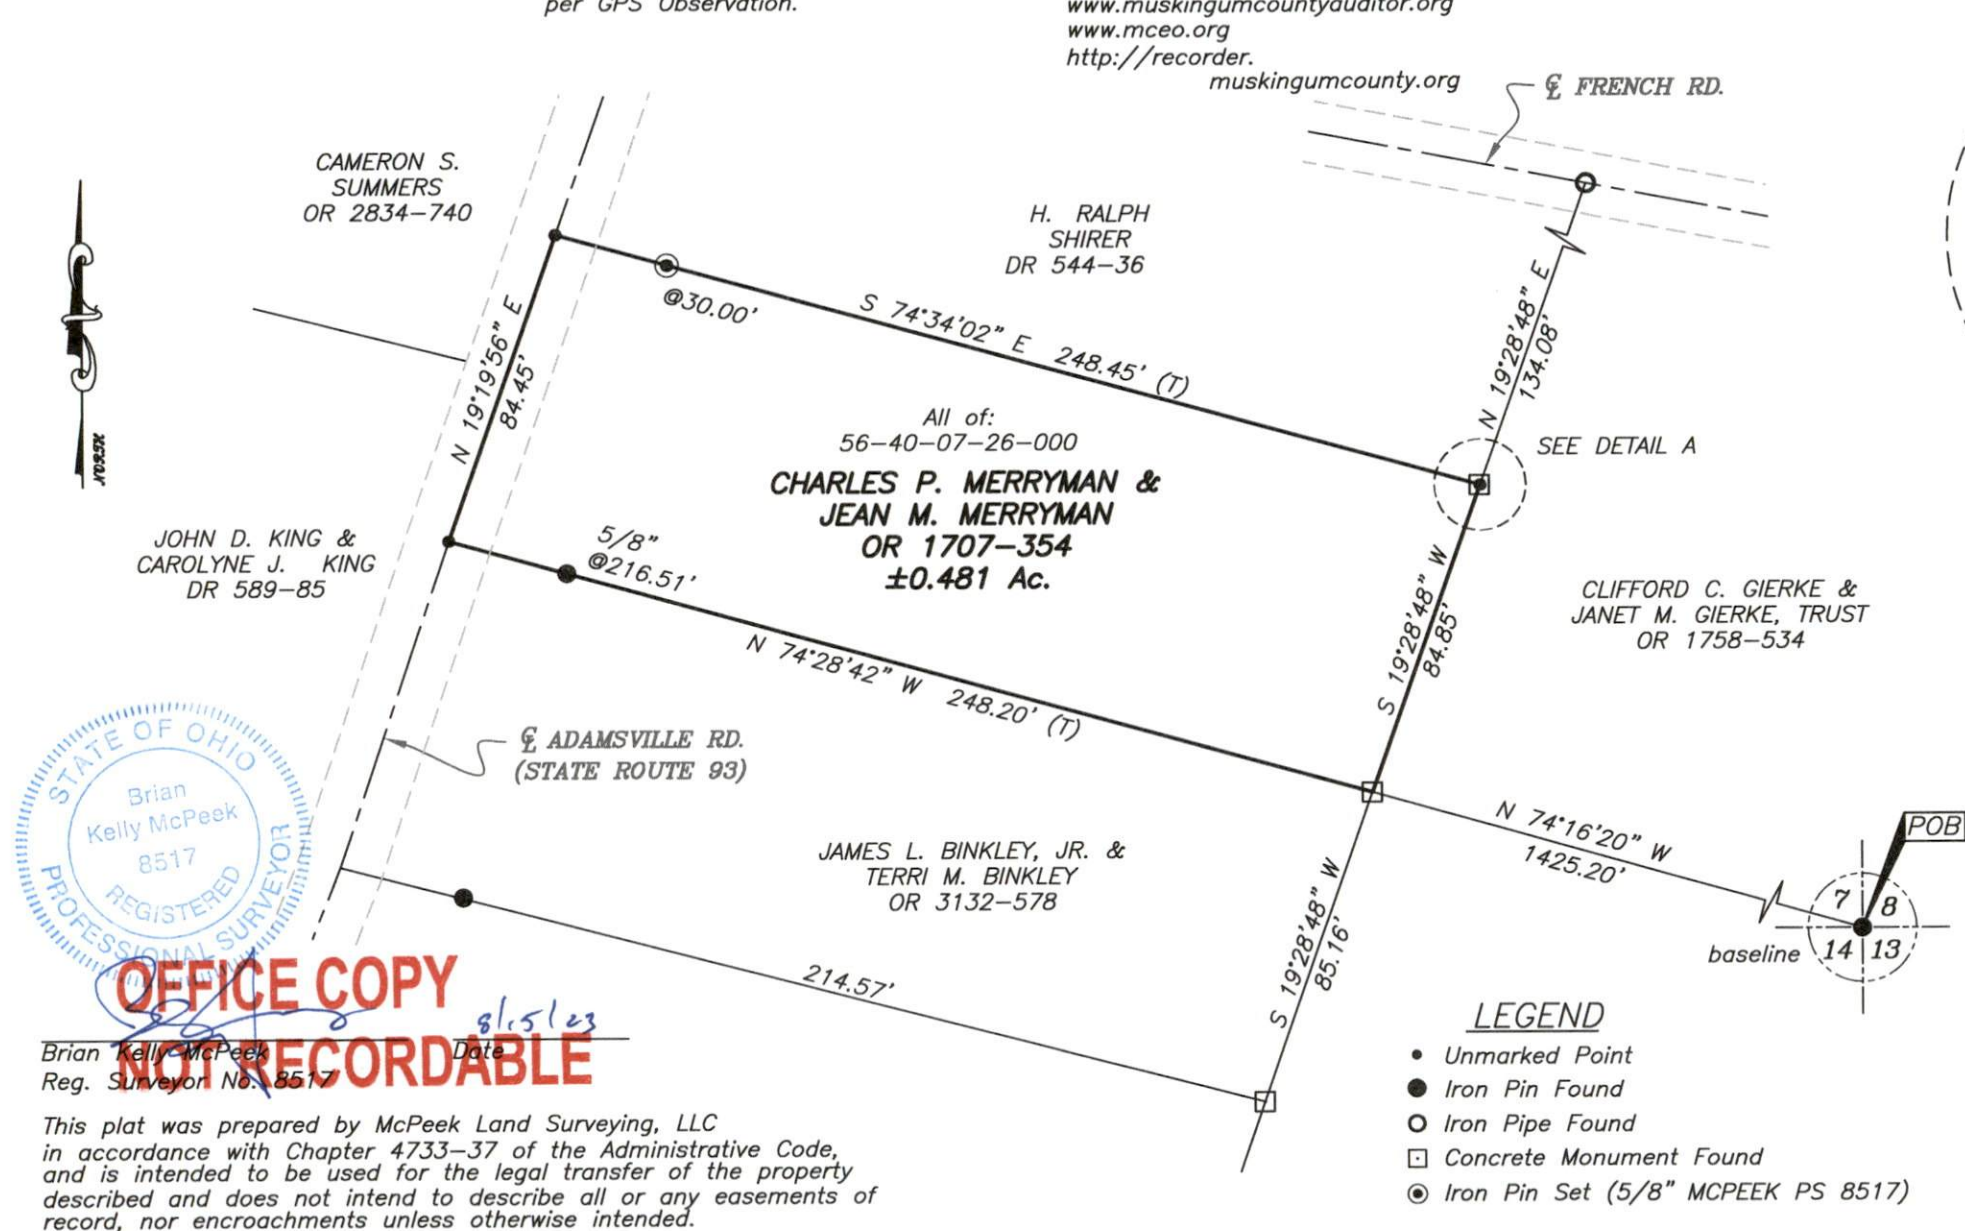 per GPS Observation.
www.muskingumcountyauditor.org
www.mceo.org
http://recorder.
muskingumcounty.org
℄ FRENCH RD.
CAMERON S.
SUMMERS
OR 2834-740
H. RALPH
SHIRER
DR 544-36
NORTH
@30.00'
S 74°34'02" E 248.45' (T)
N 19°28'48" E
134.08'
N 19°19'56" E
84.45'
All of:
56-40-07-26-000
CHARLES P. MERRYMAN &
JEAN M. MERRYMAN
OR 1707-354
±0.481 Ac.
SEE DETAIL A
JOHN D. KING &
CAROLYNE J. KING
DR 589-85
5/8"
@216.51'
S 19°28'48" W
84.85'
CLIFFORD C. GIERKE &
JANET M. GIERKE, TRUST
OR 1758-534
N 74°28'42" W 248.20' (T)
℄ ADAMSVILLE RD.
(STATE ROUTE 93)
STATE OF OHIO
Brian
Kelly McPeek
8517
REGISTERED
PROFESSIONAL SURVEYOR
JAMES L. BINKLEY, JR. &
TERRI M. BINKLEY
OR 3132-578
N 74°16'20" W
1425.20'
POB
7 8
baseline 14 13
S 19°28'48" W
85.16'
214.57'
OFFICE COPY
NOT RECORDABLE
8/15/23
Brian Kelly McPeek Date
Reg. Surveyor No. 8517
This plat was prepared by McPeek Land Surveying, LLC
in accordance with Chapter 4733-37 of the Administrative Code,
and is intended to be used for the legal transfer of the property
described and does not intend to describe all or any easements of
record, nor encroachments unless otherwise intended.
LEGEND
Unmarked Point
Iron Pin Found
Iron Pipe Found
Concrete Monument Found
Iron Pin Set (5/8" MCPEEK PS 8517)